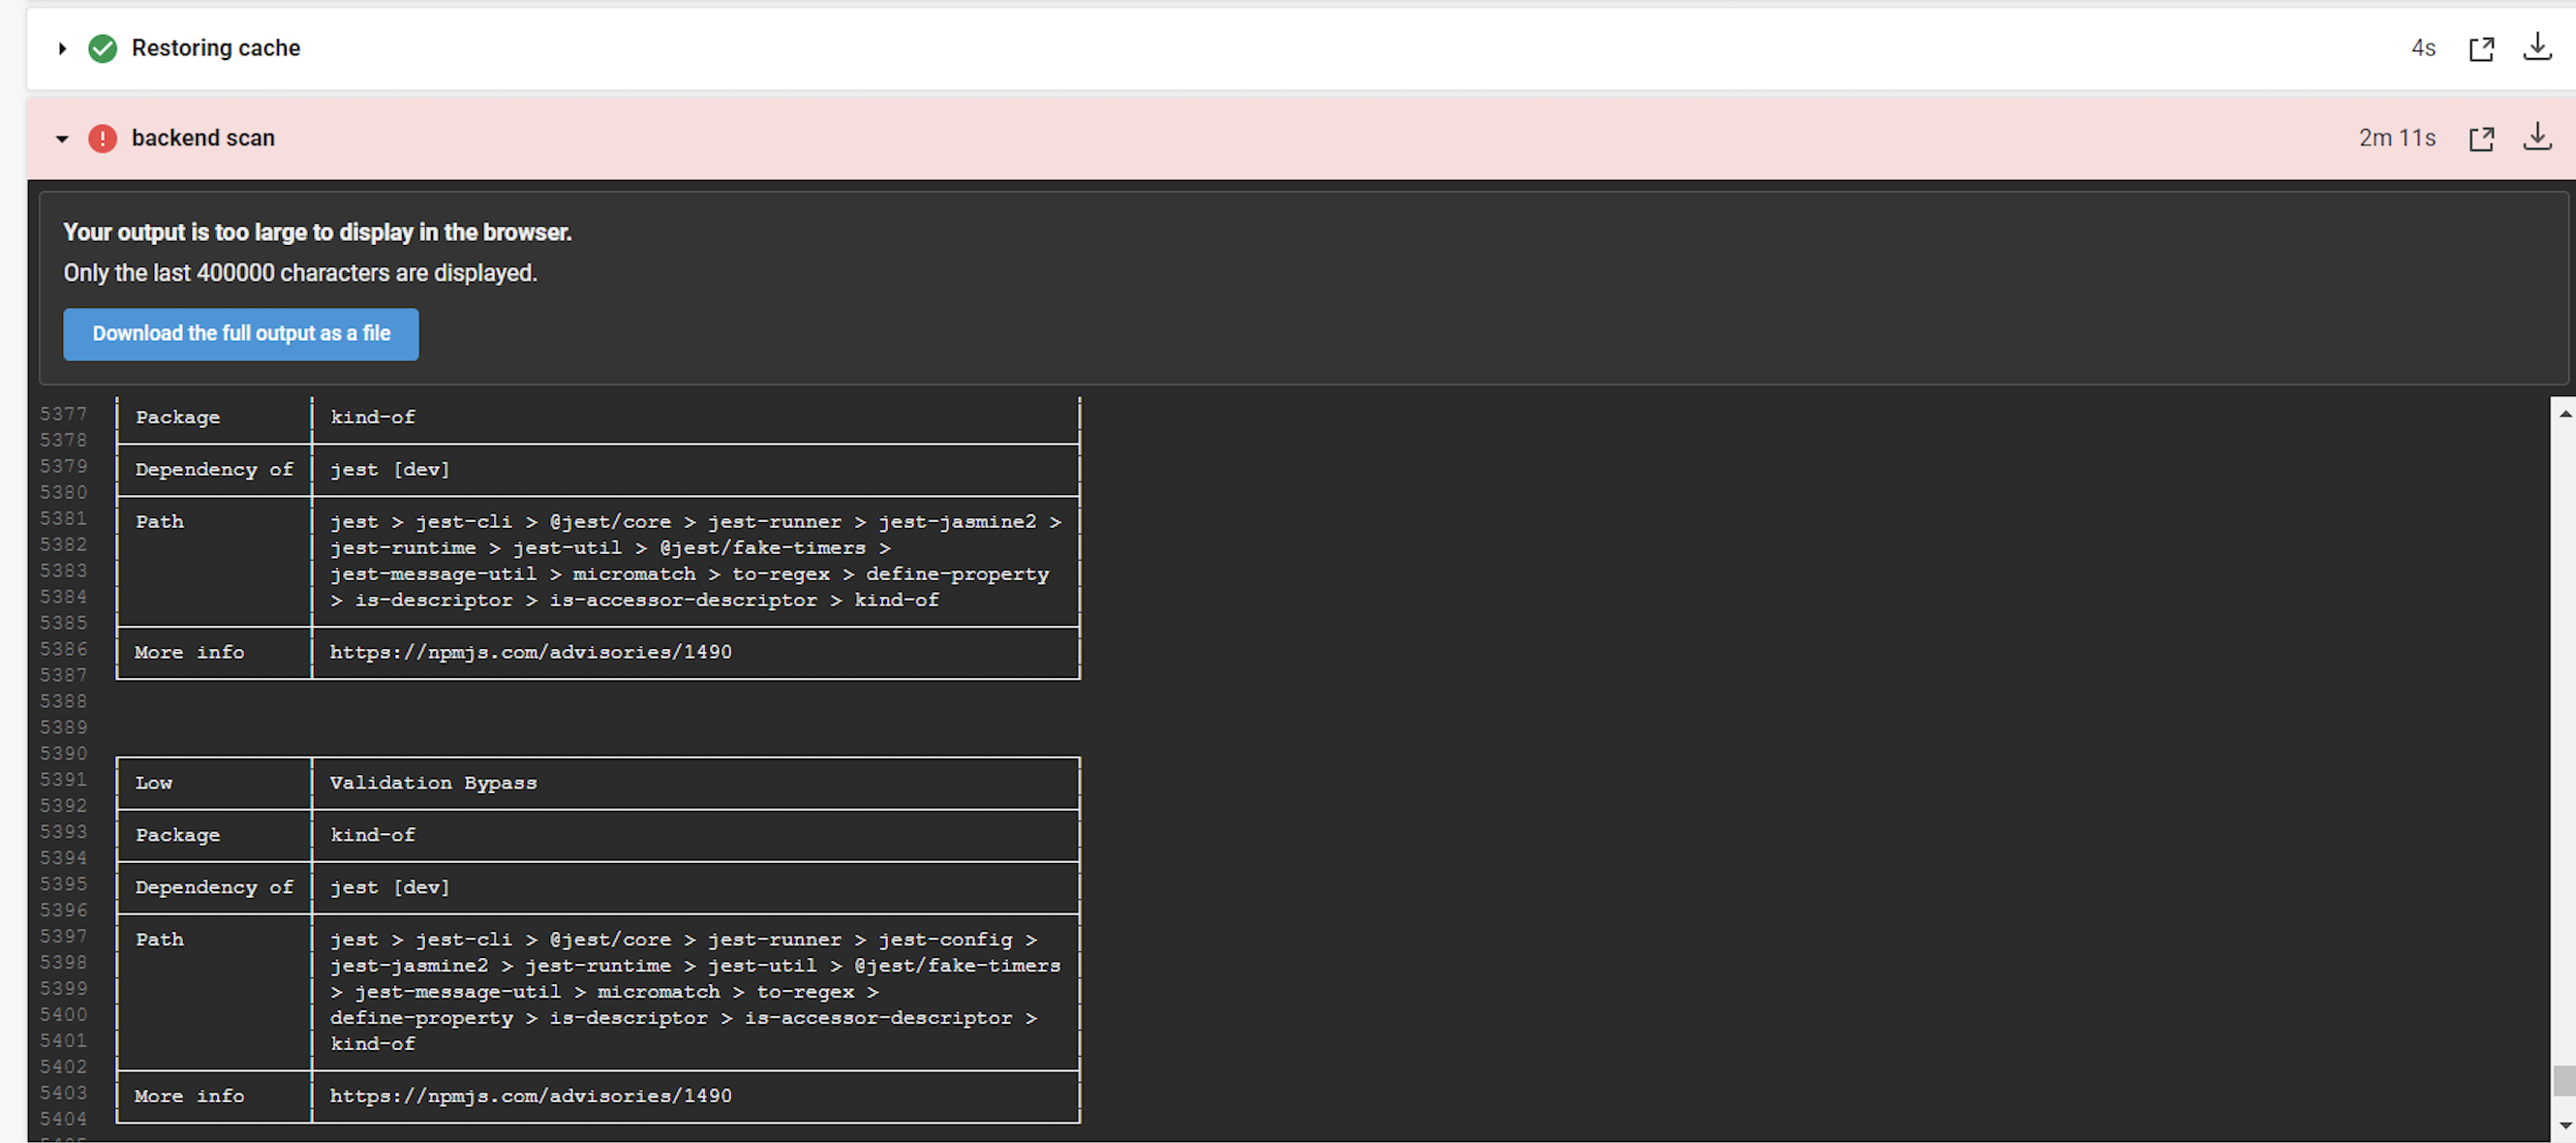 Restoring cache 4s
backend scan 2m 11s
Your output is too large to display in the browser.
Only the last 400000 characters are displayed.
Download the full output as a file
5377 Package kind-of
5378
5379 Dependency of jest [dev]
5380
5381 Path jest > jest-cli > @jest/core > jest-runner > jest-jasmine2 >
5382 jest-runtime > jest-util > @jest/fake-timers >
5383 jest-message-util > micromatch > to-regex > define-property
5384 > is-descriptor > is-accessor-descriptor > kind-of
5385
5386 More info https://npmjs.com/advisories/1490
5387
5388
5389
5390
5391 Low Validation Bypass
5392
5393 Package kind-of
5394
5395 Dependency of jest [dev]
5396
5397 Path jest > jest-cli > @jest/core > jest-runner > jest-config >
5398 jest-jasmine2 > jest-runtime > jest-util > @jest/fake-timers
5399 > jest-message-util > micromatch > to-regex >
5400 define-property > is-descriptor > is-accessor-descriptor >
5401 kind-of
5402
5403 More info https://npmjs.com/advisories/1490
5404